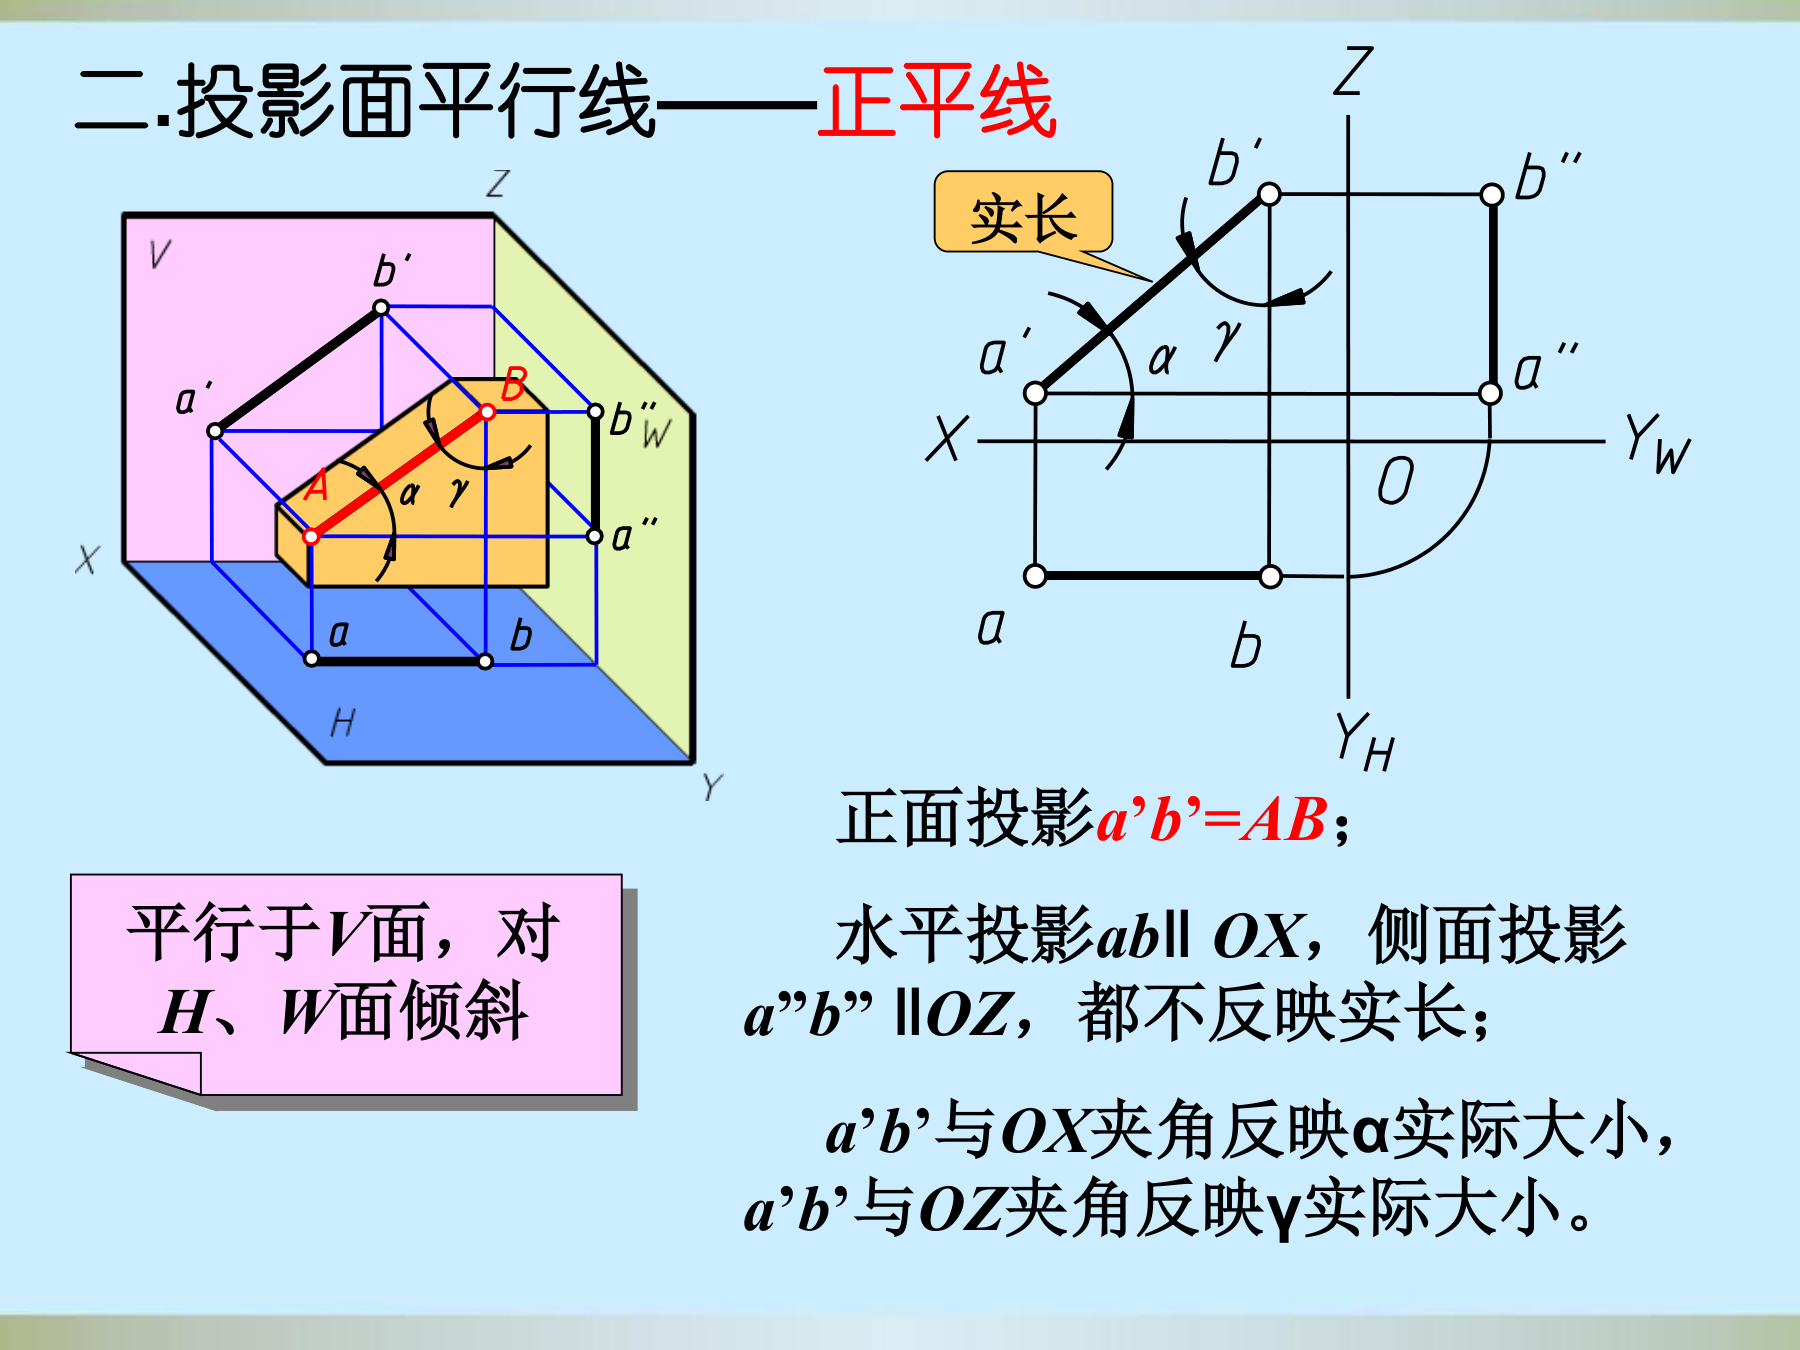 二.投影面平行线——正平线
Z
V
b'
a'
B
b''
W
A
α
γ
a''
X
a
b
H
Y
Z
b'
b''
实长
γ
a'
α
a''
X
O
Y_W
a
b
Y_H
平行于V面，对
H、W面倾斜
正面投影a’b’=AB；
水平投影ab∥ OX，侧面投影
a”b” ∥OZ，都不反映实长；
a’b’与OX夹角反映α实际大小，
a’b’与OZ夹角反映γ实际大小。